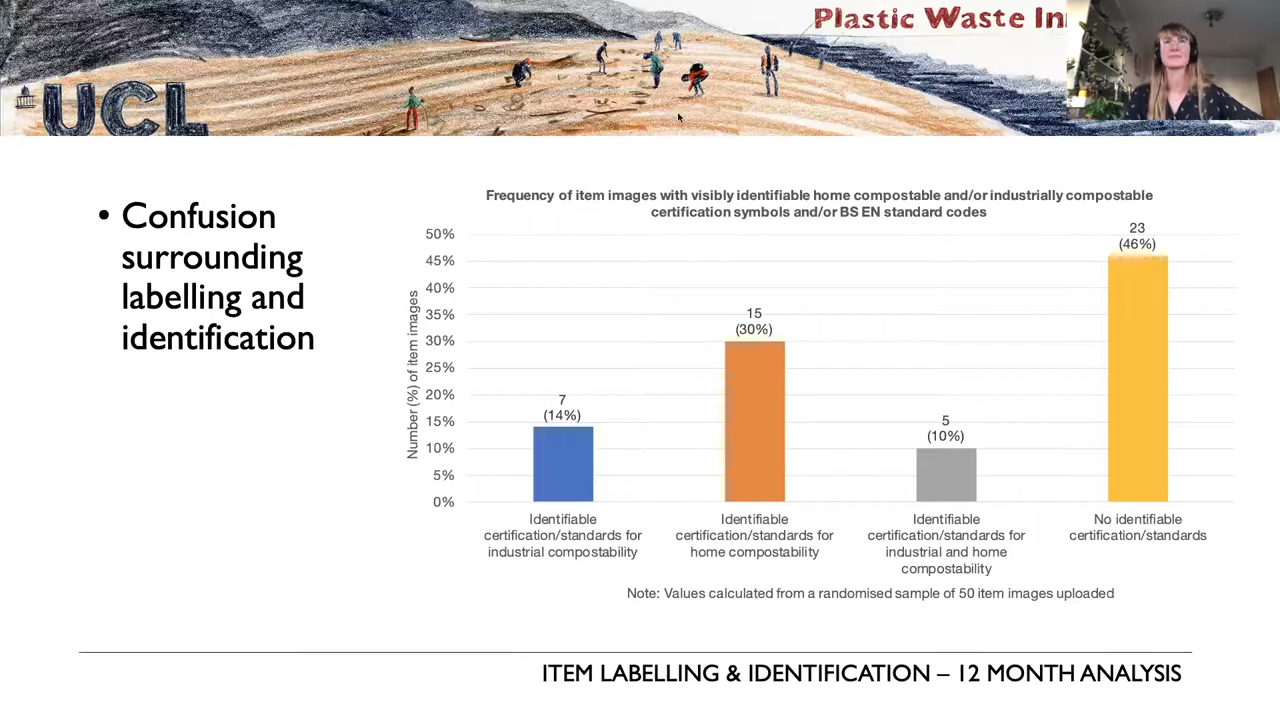 Plastic Waste
UCL
• Confusion
surrounding
labelling and
identification
Frequency of item images with visibly identifiable home compostable and/or industrially compostable
certification symbols and/or BS EN standard codes
Number (%) of item images
50%
45%
40%
35%
30%
25%
20%
15%
10%
5%
0%
7
(14%)
15
(30%)
5
(10%)
23
(46%)
Identifiable
certification/standards for
industrial compostability
Identifiable
certification/standards for
home compostability
Identifiable
certification/standards for
industrial and home
compostability
No identifiable
certification/standards
Note: Values calculated from a randomised sample of 50 item images uploaded
ITEM LABELLING & IDENTIFICATION – 12 MONTH ANALYSIS